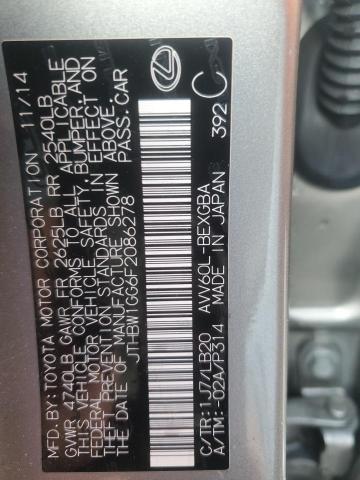 MFD. BY: TOYOTA MOTOR CORPORATION 11/14
GVWR 4740LB GAWR FR 2625LB RR 2540LB
THIS VEHICLE CONFORMS TO ALL APPLICABLE
FEDERAL MOTOR VEHICLE SAFETY, BUMPER, AND
THEFT PREVENTION STANDARDS IN EFFECT ON
THE DATE OF MANUFACTURE SHOWN ABOVE.
JTHBW1GG6F2086278 PASS. CAR
C/TR: 1J7/LB20 AVV60L-BEXGBA 392 C
A/TM: -02A/P314 MADE IN JAPAN